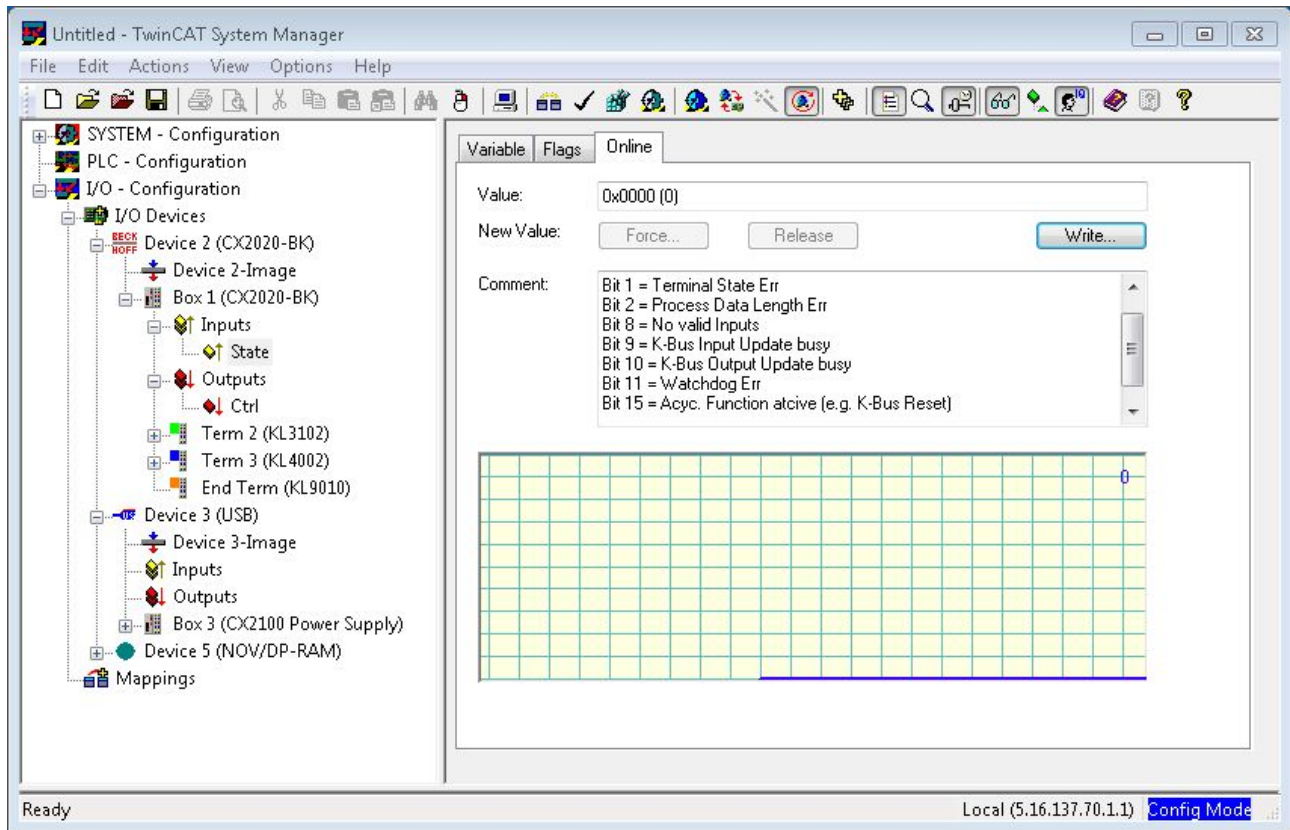 Untitled - TwinCAT System Manager
File Edit Actions View Options Help
SYSTEM - Configuration
PLC - Configuration
I/O - Configuration
I/O Devices
BECK
HOFF
Device 2 (CX2020-BK)
Device 2-Image
Box 1 (CX2020-BK)
Inputs
State
Outputs
Ctrl
Term 2 (KL3102)
Term 3 (KL4002)
End Term (KL9010)
Device 3 (USB)
Device 3-Image
Inputs
Outputs
Box 3 (CX2100 Power Supply)
Device 5 (NOV/DP-RAM)
Mappings
Variable Flags Online
Value: 0x0000 (0)
New Value: Force... Release Write...
Comment:
Bit 1 = Terminal State Err
Bit 2 = Process Data Length Err
Bit 8 = No valid Inputs
Bit 9 = K-Bus Input Update busy
Bit 10 = K-Bus Output Update busy
Bit 11 = Watchdog Err
Bit 15 = Acyc. Function atcive (e.g. K-Bus Reset)
0
Ready Local (5.16.137.70.1.1) Config Mode